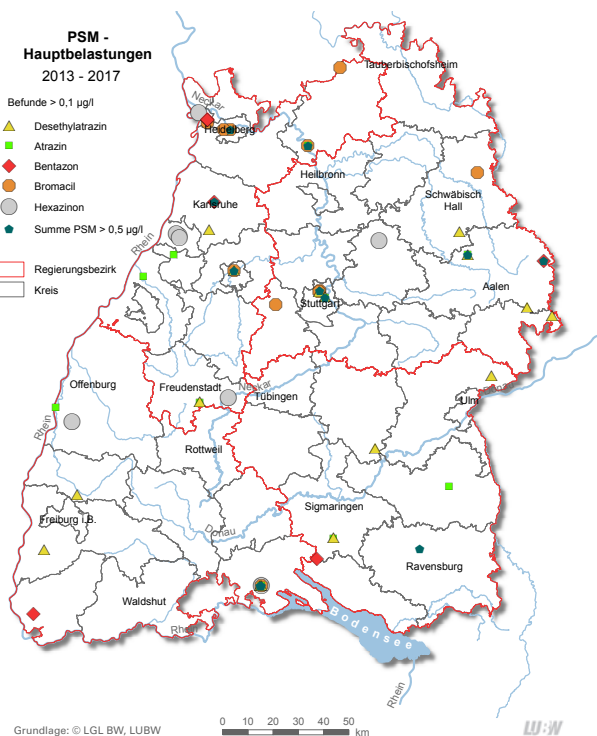 PSM -
Hauptbelastungen
2013 - 2017
Befunde > 0,1 µg/l
Desethylatrazin
Atrazin
Bentazon
Bromacil
Hexazinon
Summe PSM > 0,5 µg/l
Regierungsbezirk
Kreis
Tauberbischofsheim
Neckar
Heidelberg
Heilbronn
Schwäbisch
Hall
Karlsruhe
Rhein
Aalen
Stuttgart
Offenburg
Freudenstadt
Neckar
Tübingen
Ulm
Rhein
Rottweil
Sigmaringen
Freiburg i.B.
Donau
Ravensburg
Waldshut
Rhein
Bodensee
Rhein
Grundlage: © LGL BW, LUBW
0 10 20 30 40 50
km
LU:W